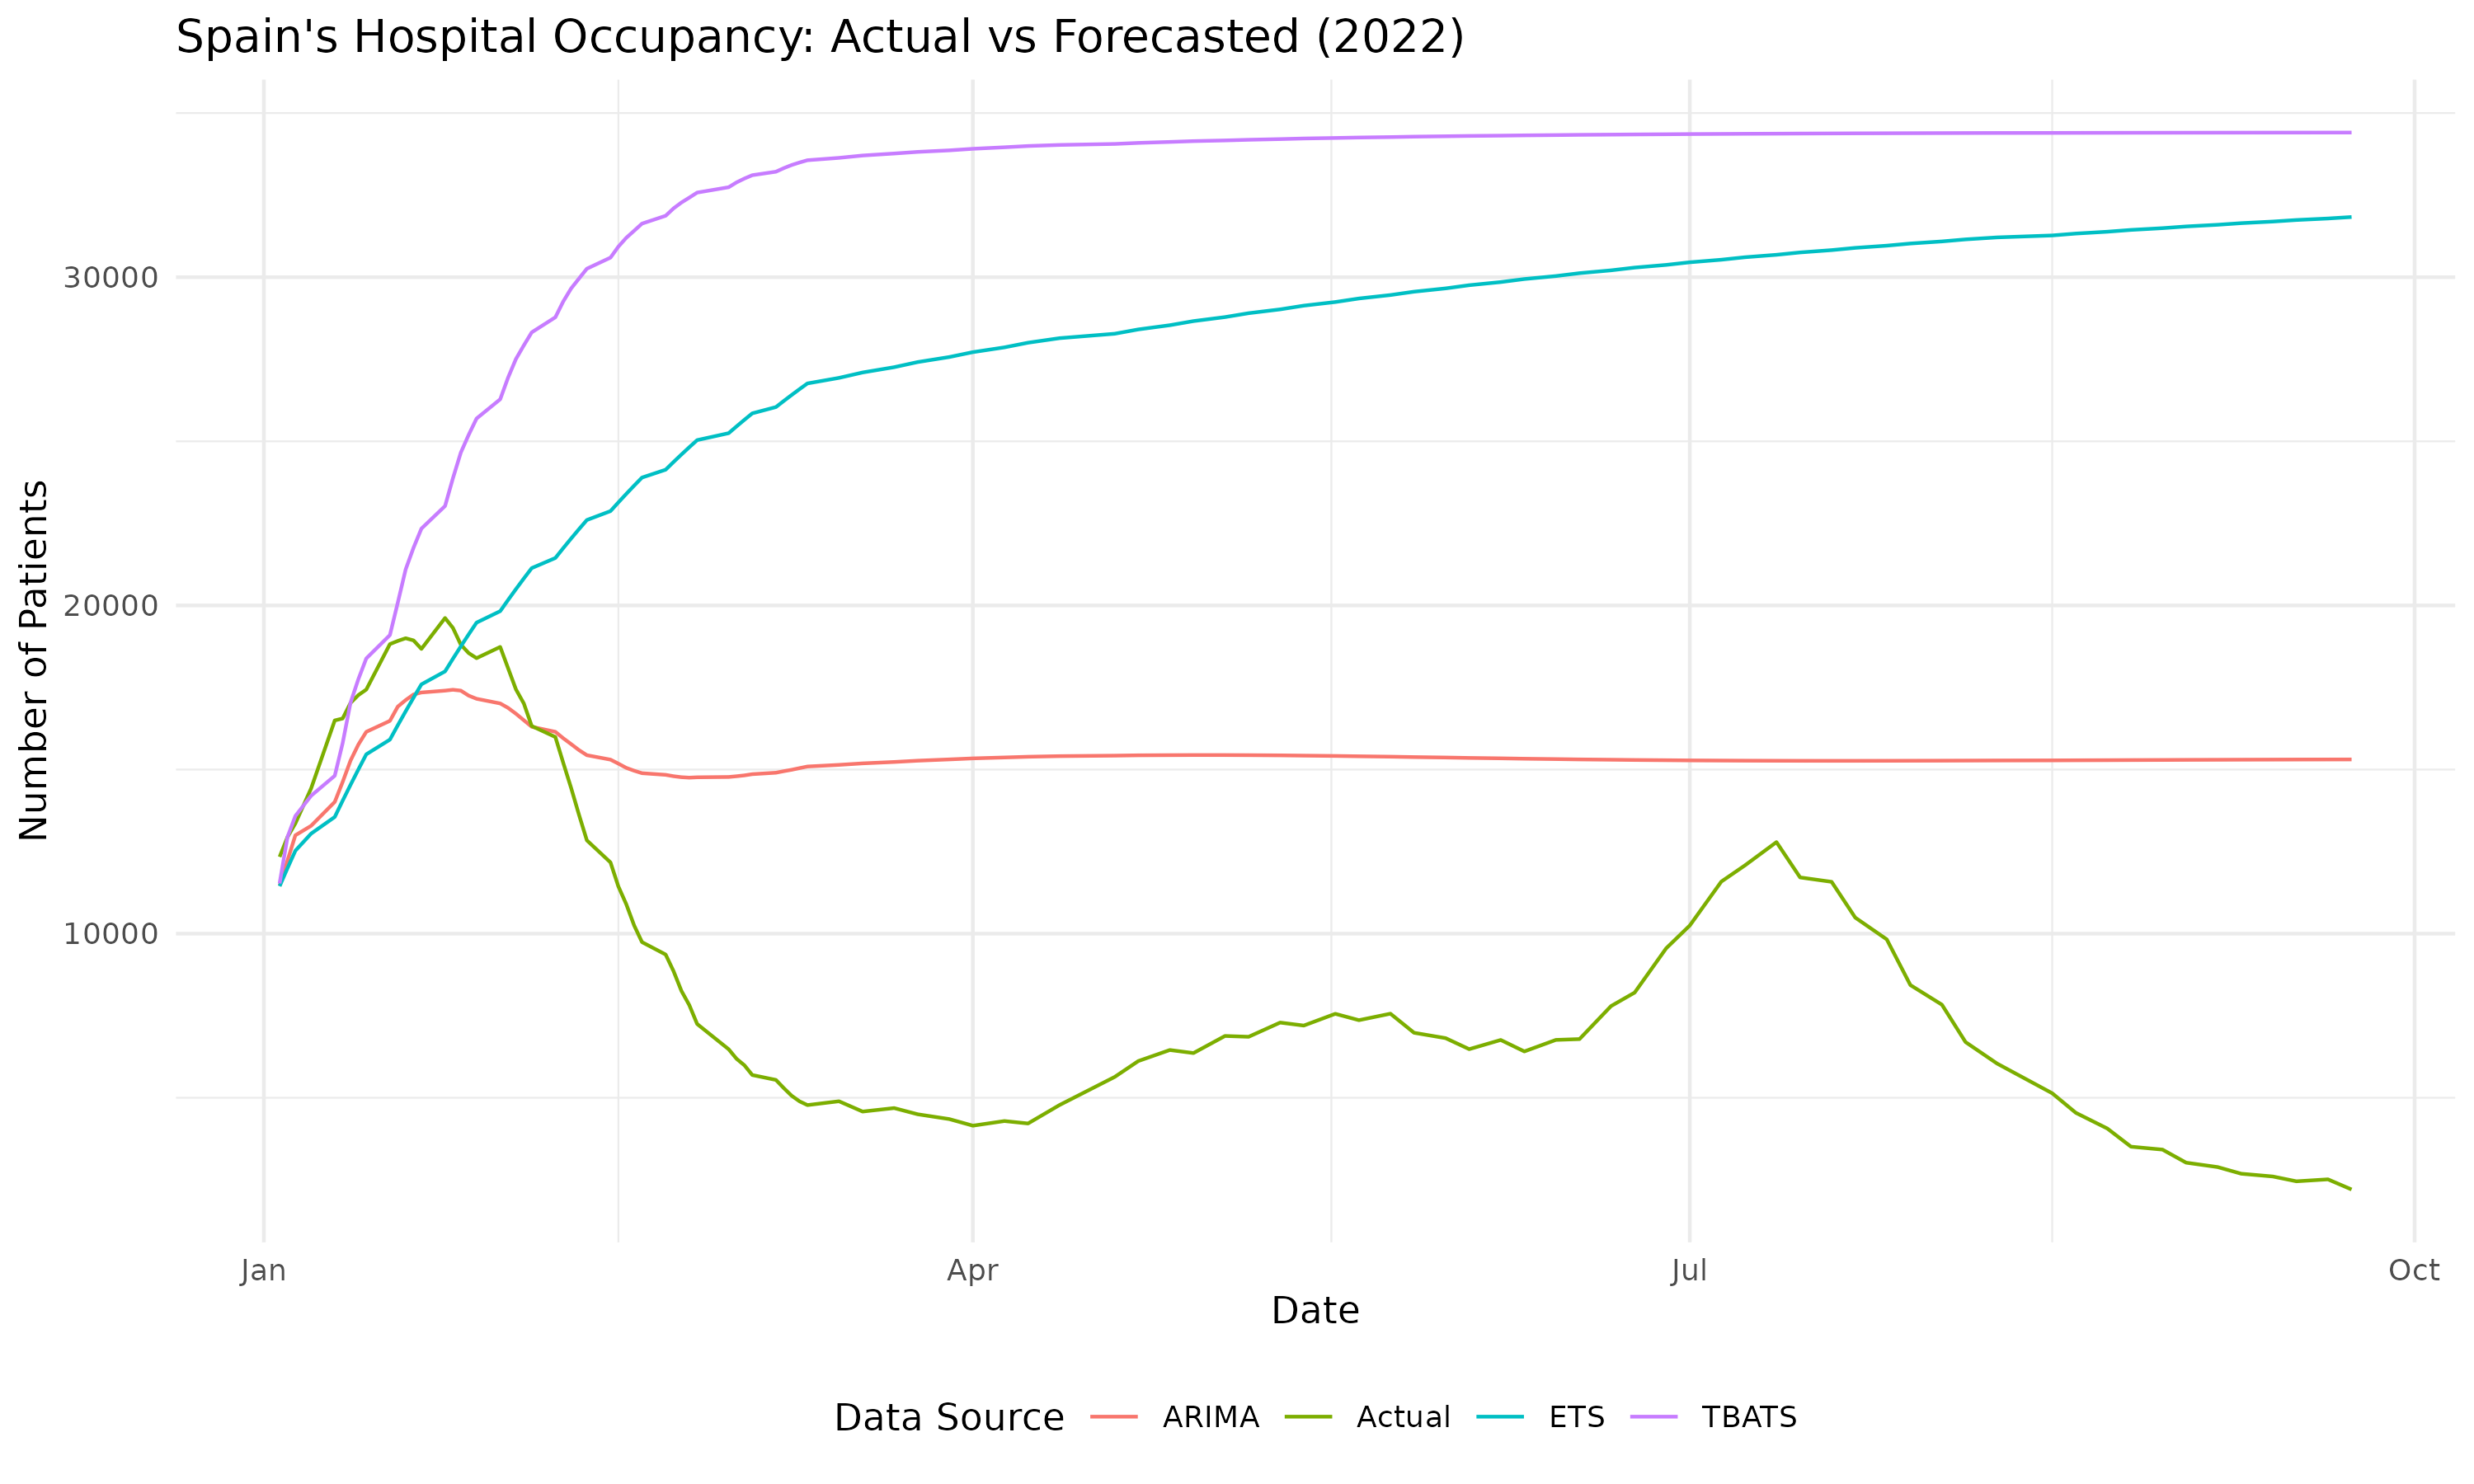 Spain's Hospital Occupancy: Actual vs Forecasted (2022)
Number of Patients
30000
20000
10000
Jan Apr Jul Oct
Date
Data Source ARIMA Actual ETS TBATS